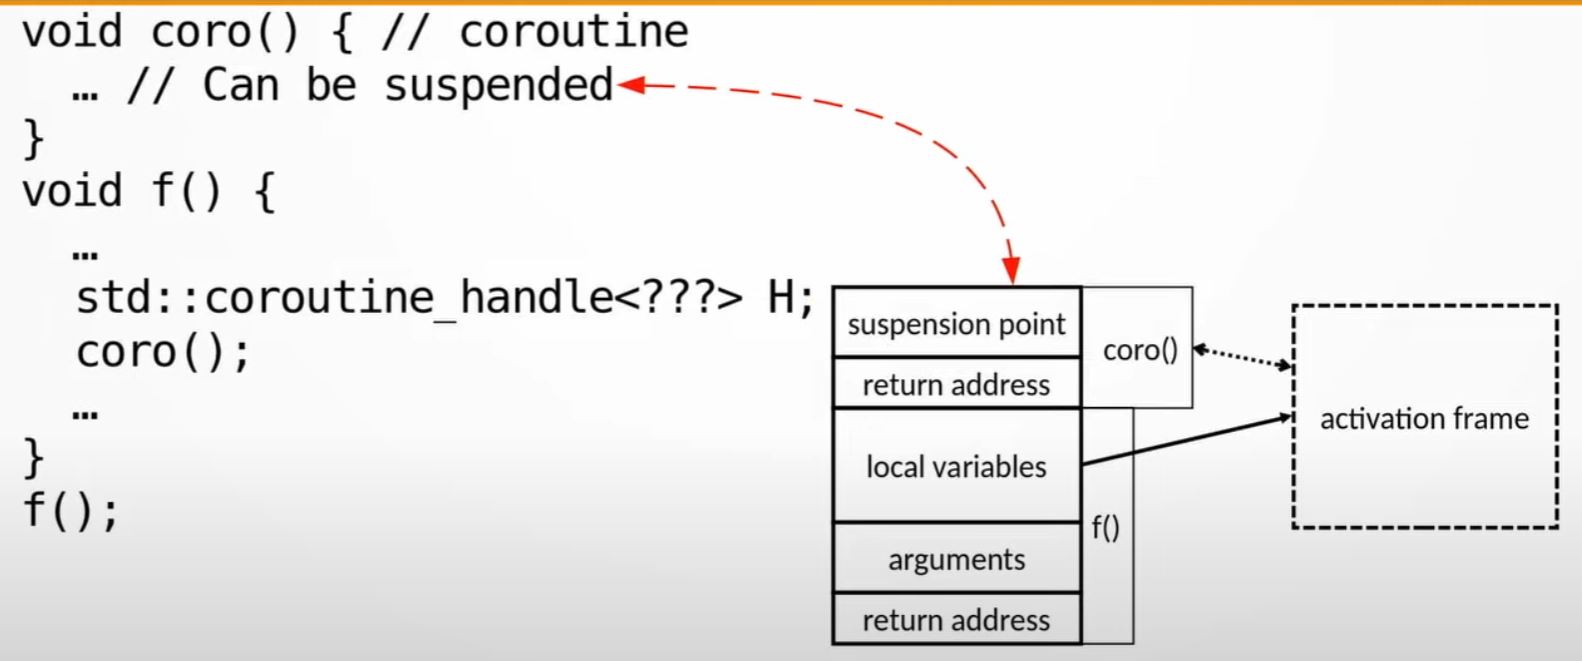 void coro() { // coroutine
… // Can be suspended
}
void f() {
…
std::coroutine_handle<???> H;
coro();
…
}
f();
suspension point
return address
local variables
arguments
return address
coro()
f()
activation frame